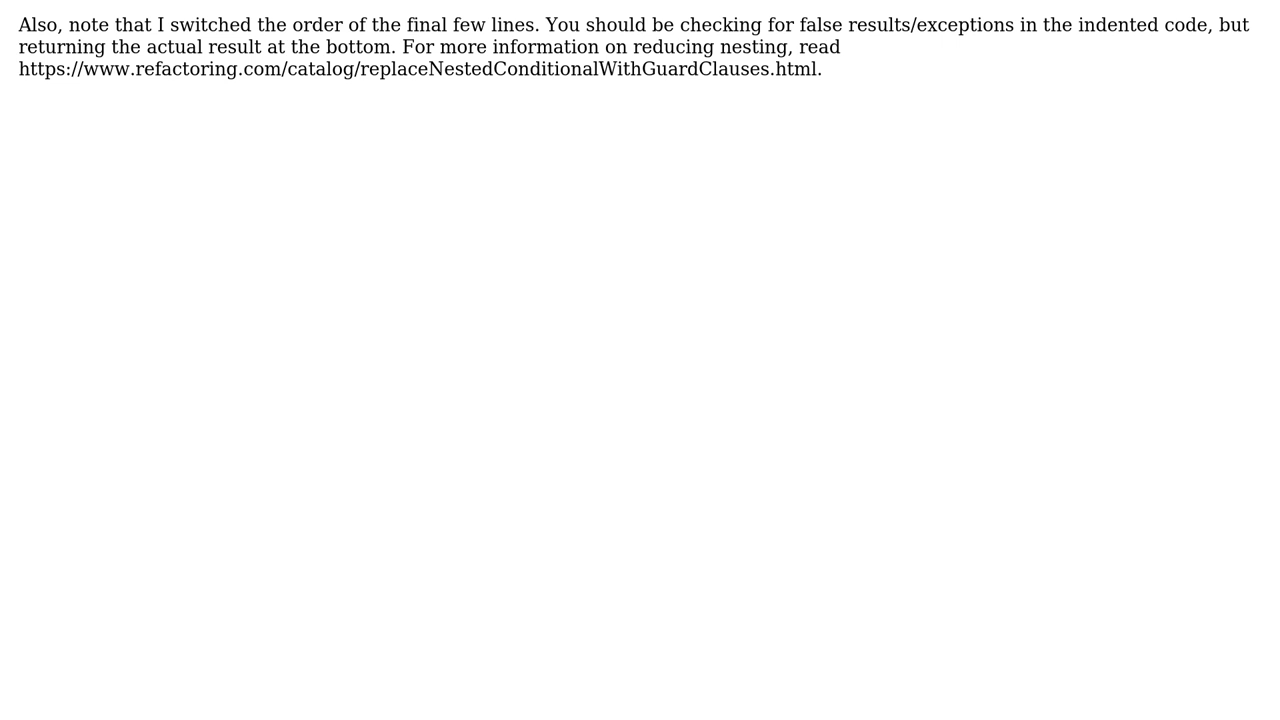 Also, note that I switched the order of the final few lines. You should be checking for false results/exceptions in the indented code, but
returning the actual result at the bottom. For more information on reducing nesting, read
https://www.refactoring.com/catalog/replaceNestedConditionalWithGuardClauses.html.